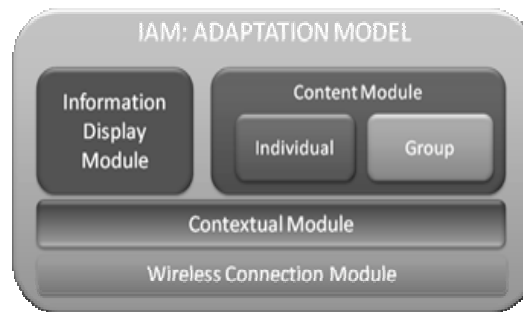 IAM: ADAPTATION MODEL
Information
Display
Module
Content Module
Individual
Group
Contextual Module
Wireless Connection Module